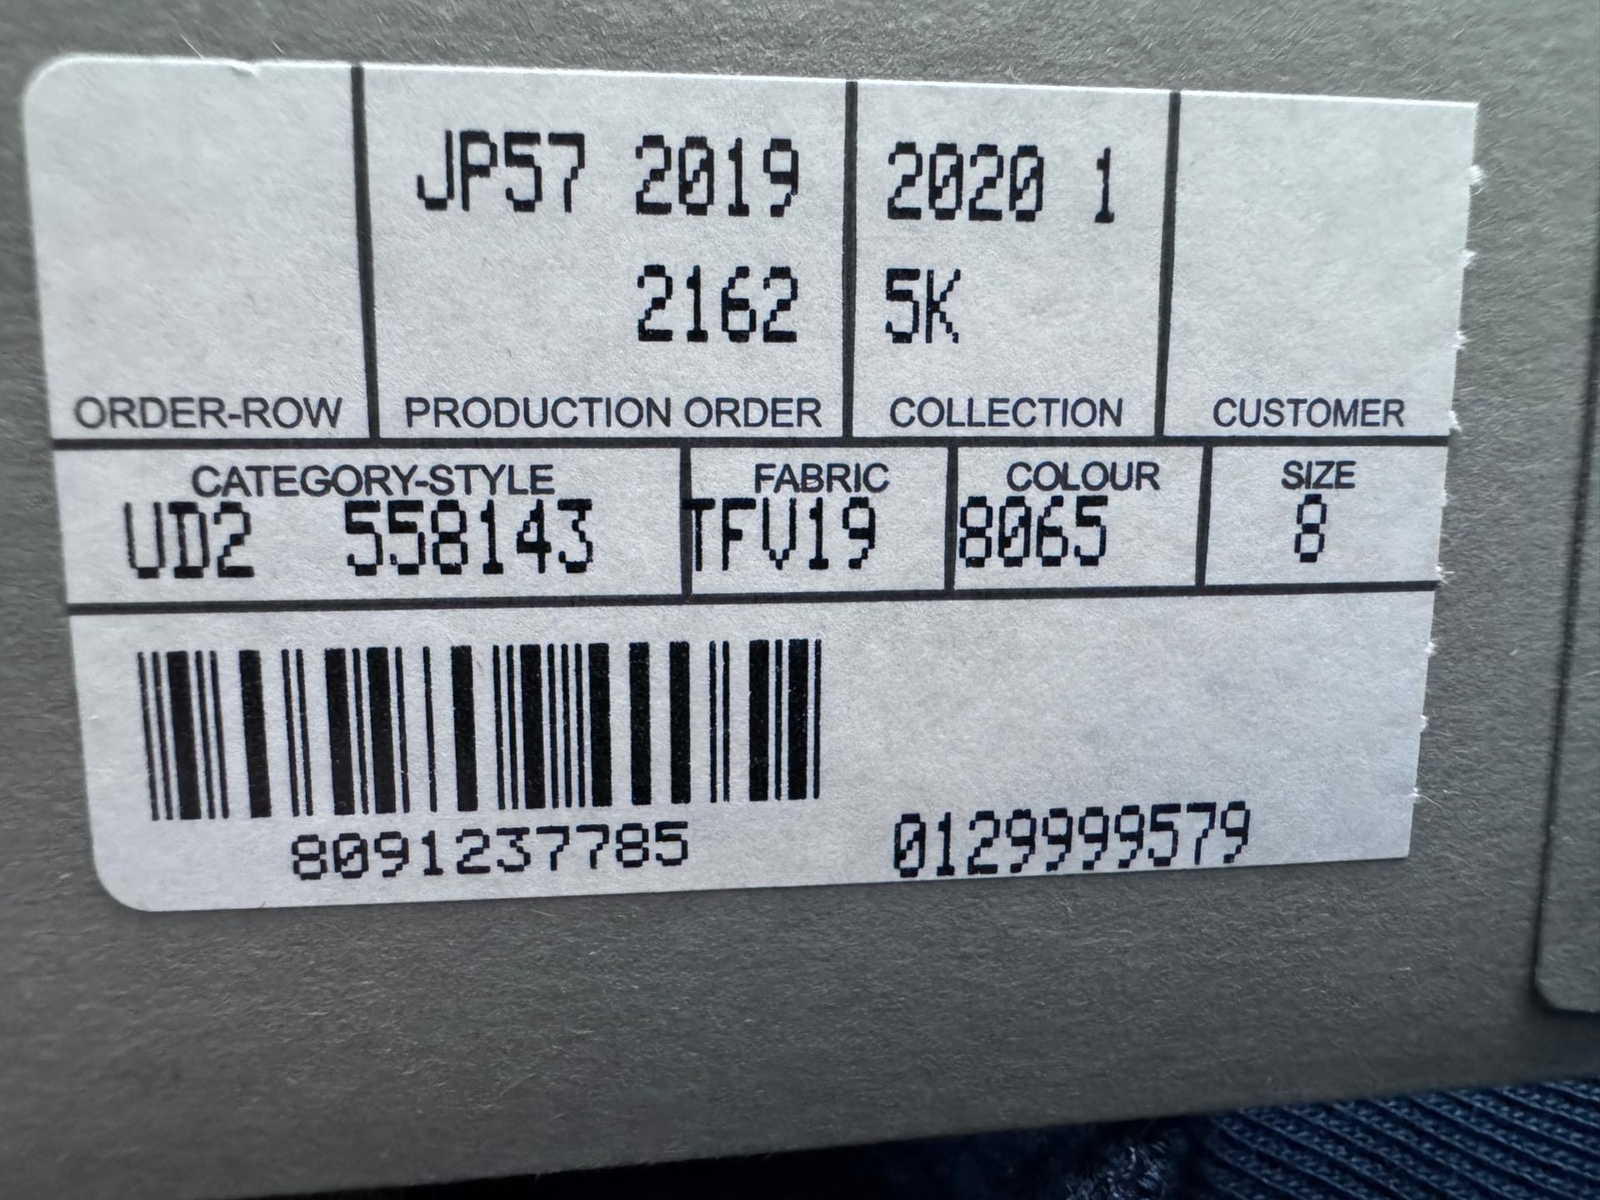 JP57 2019
2162
2020 1
5K
ORDER-ROW
PRODUCTION ORDER
COLLECTION
CUSTOMER
CATEGORY-STYLE
UD2 558143
FABRIC
TFV19
COLOUR
8065
SIZE
8
8091237785
0129999579